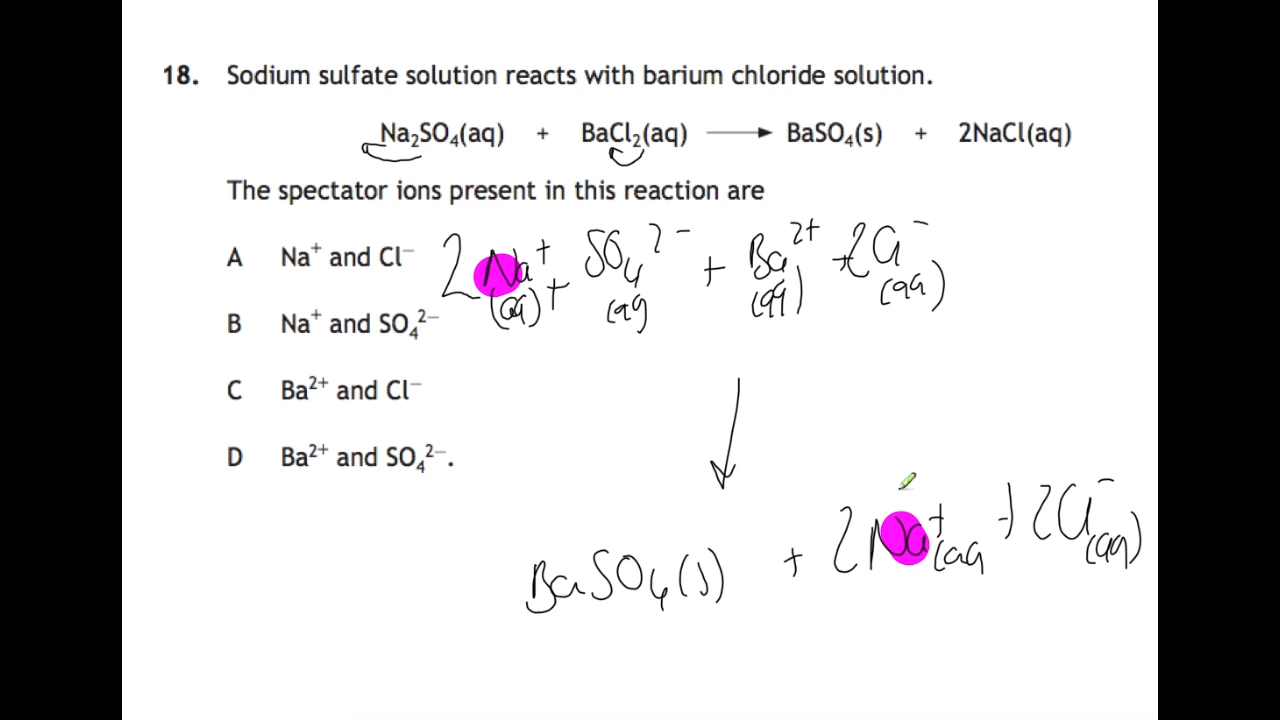 18. Sodium sulfate solution reacts with barium chloride solution.
Na₂SO₄(aq) + BaCl₂(aq) ⟶ BaSO₄(s) + 2NaCl(aq)
The spectator ions present in this reaction are
A Na⁺ and Cl⁻
B Na⁺ and SO₄²⁻
C Ba²⁺ and Cl⁻
D Ba²⁺ and SO₄²⁻.
2Na⁺(aq) + SO₄²⁻(aq) + Ba²⁺(aq) + 2Cl⁻(aq)
BaSO₄(s) + 2Na⁺(aq + 2Cl⁻(aq)